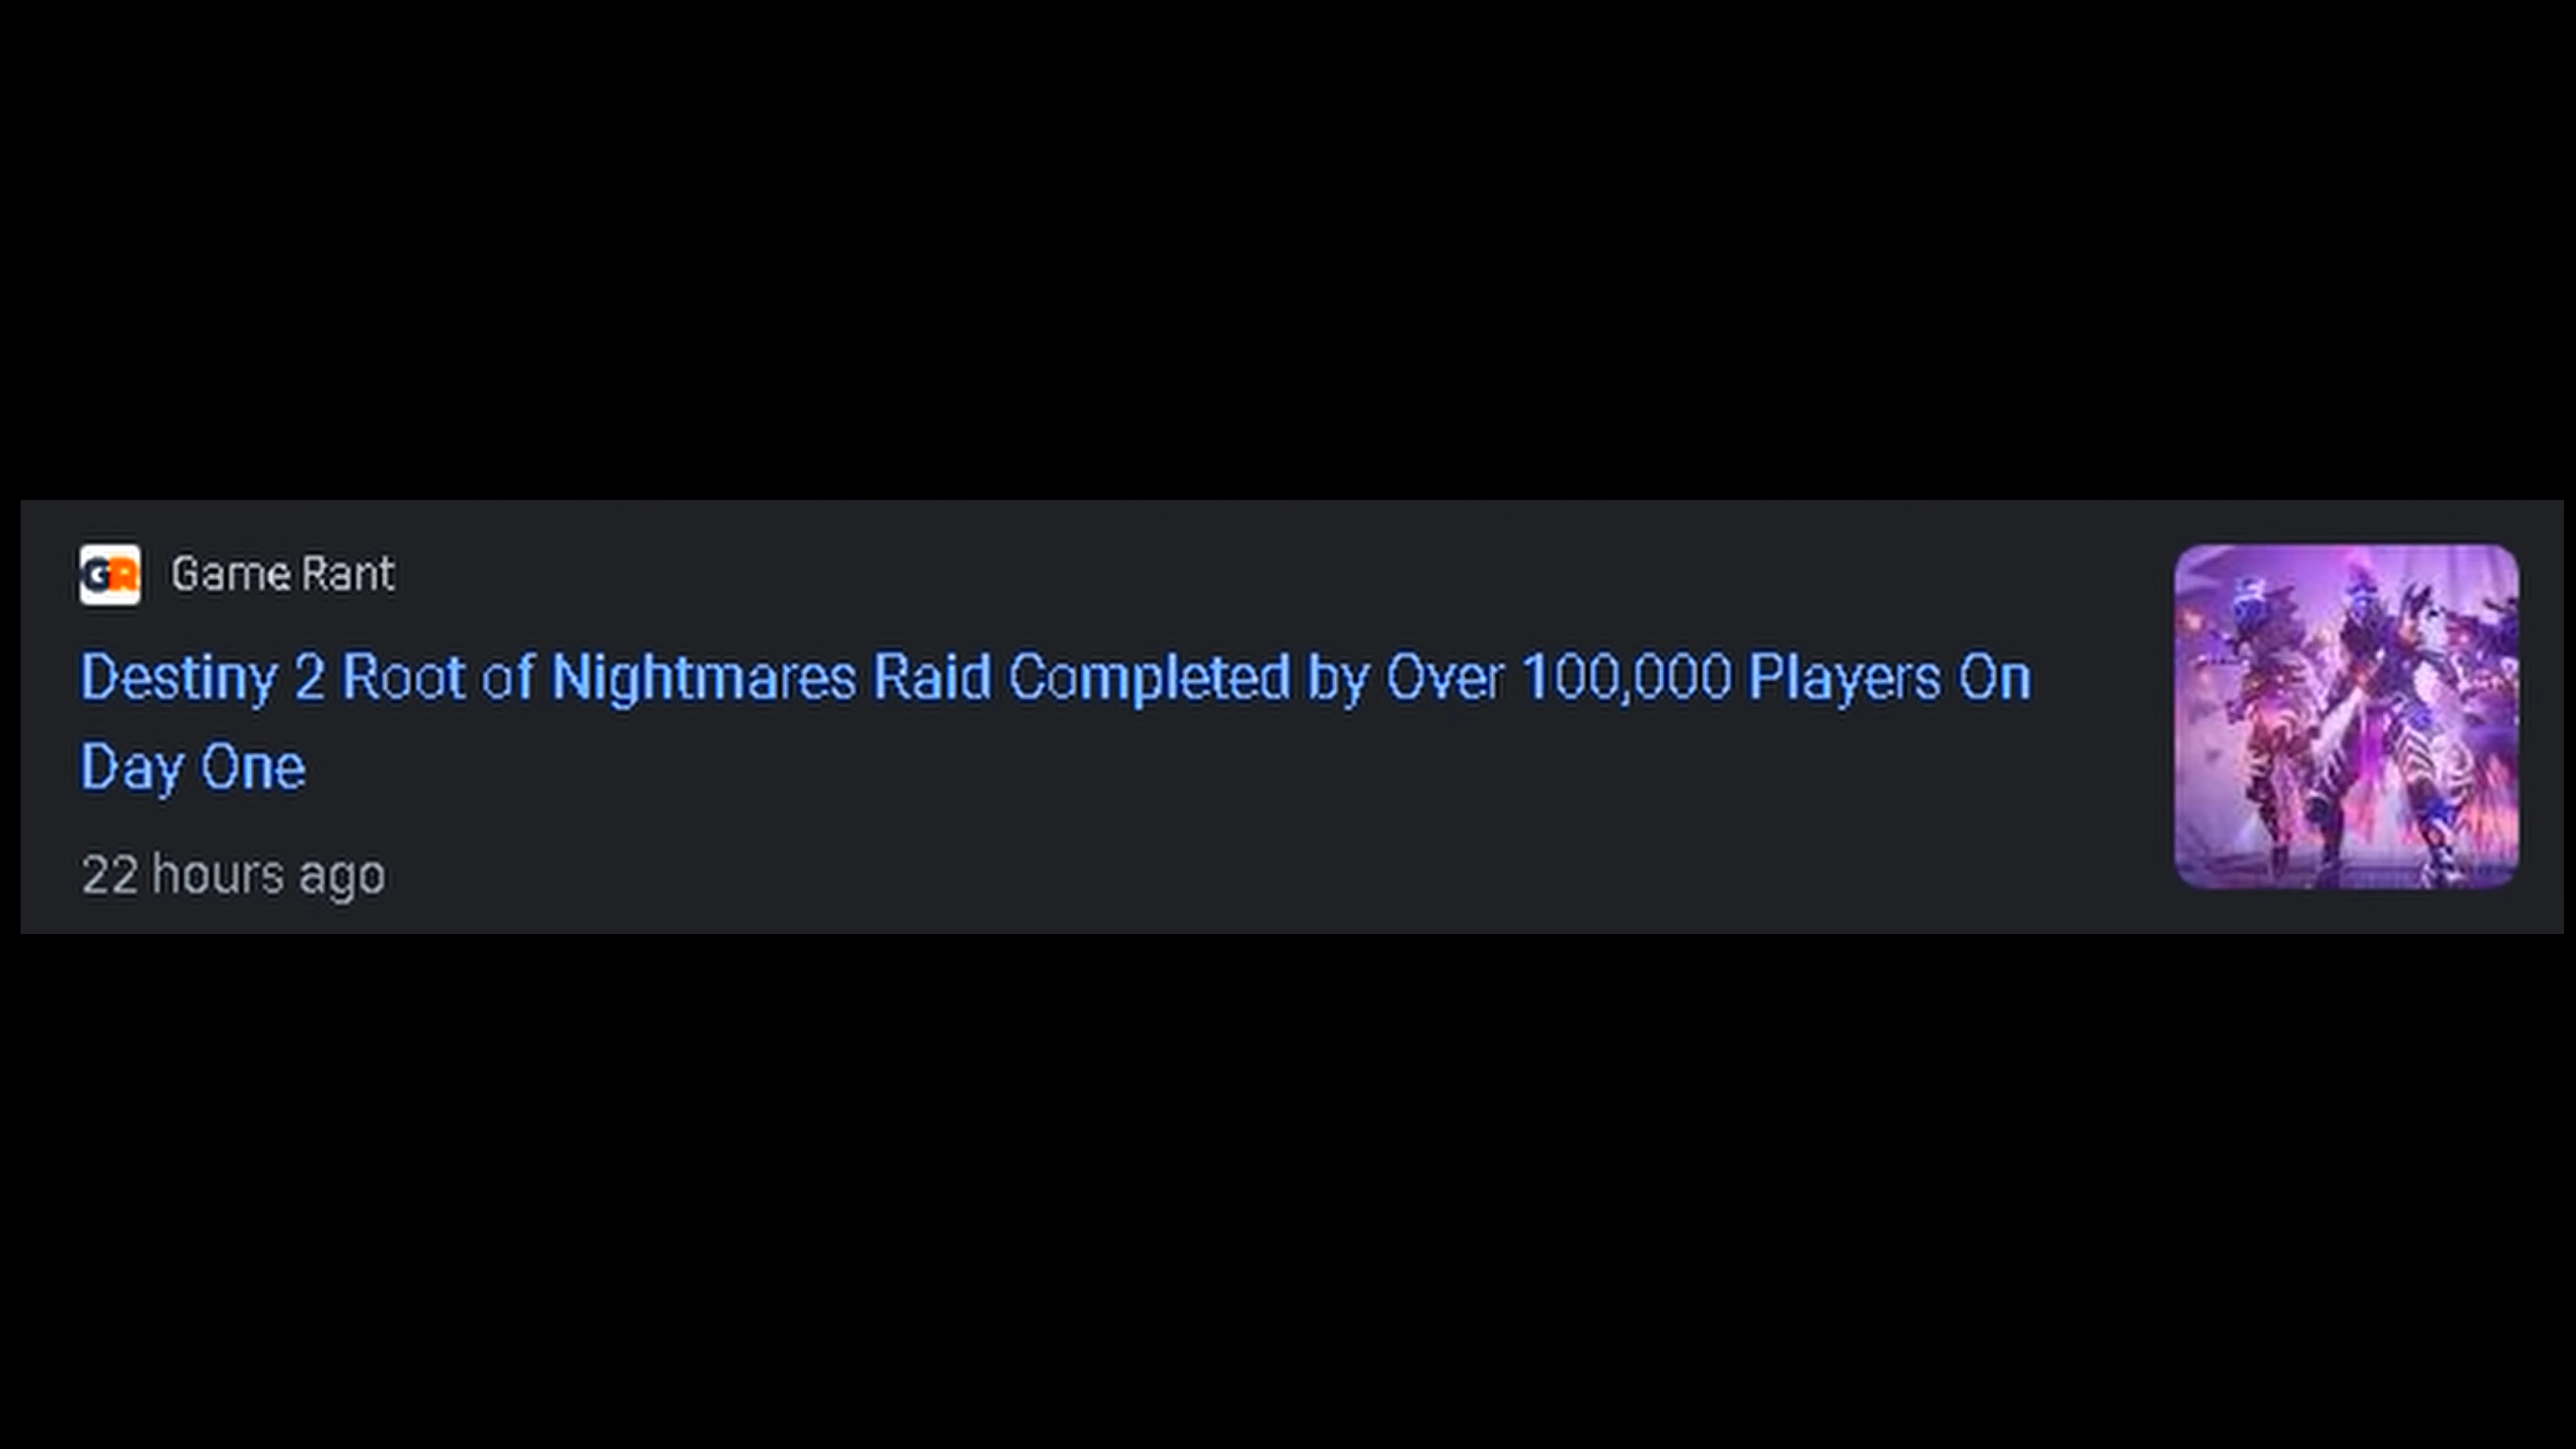 GR Game Rant
Destiny 2 Root of Nightmares Raid Completed by Over 100,000 Players On
Day One
22 hours ago